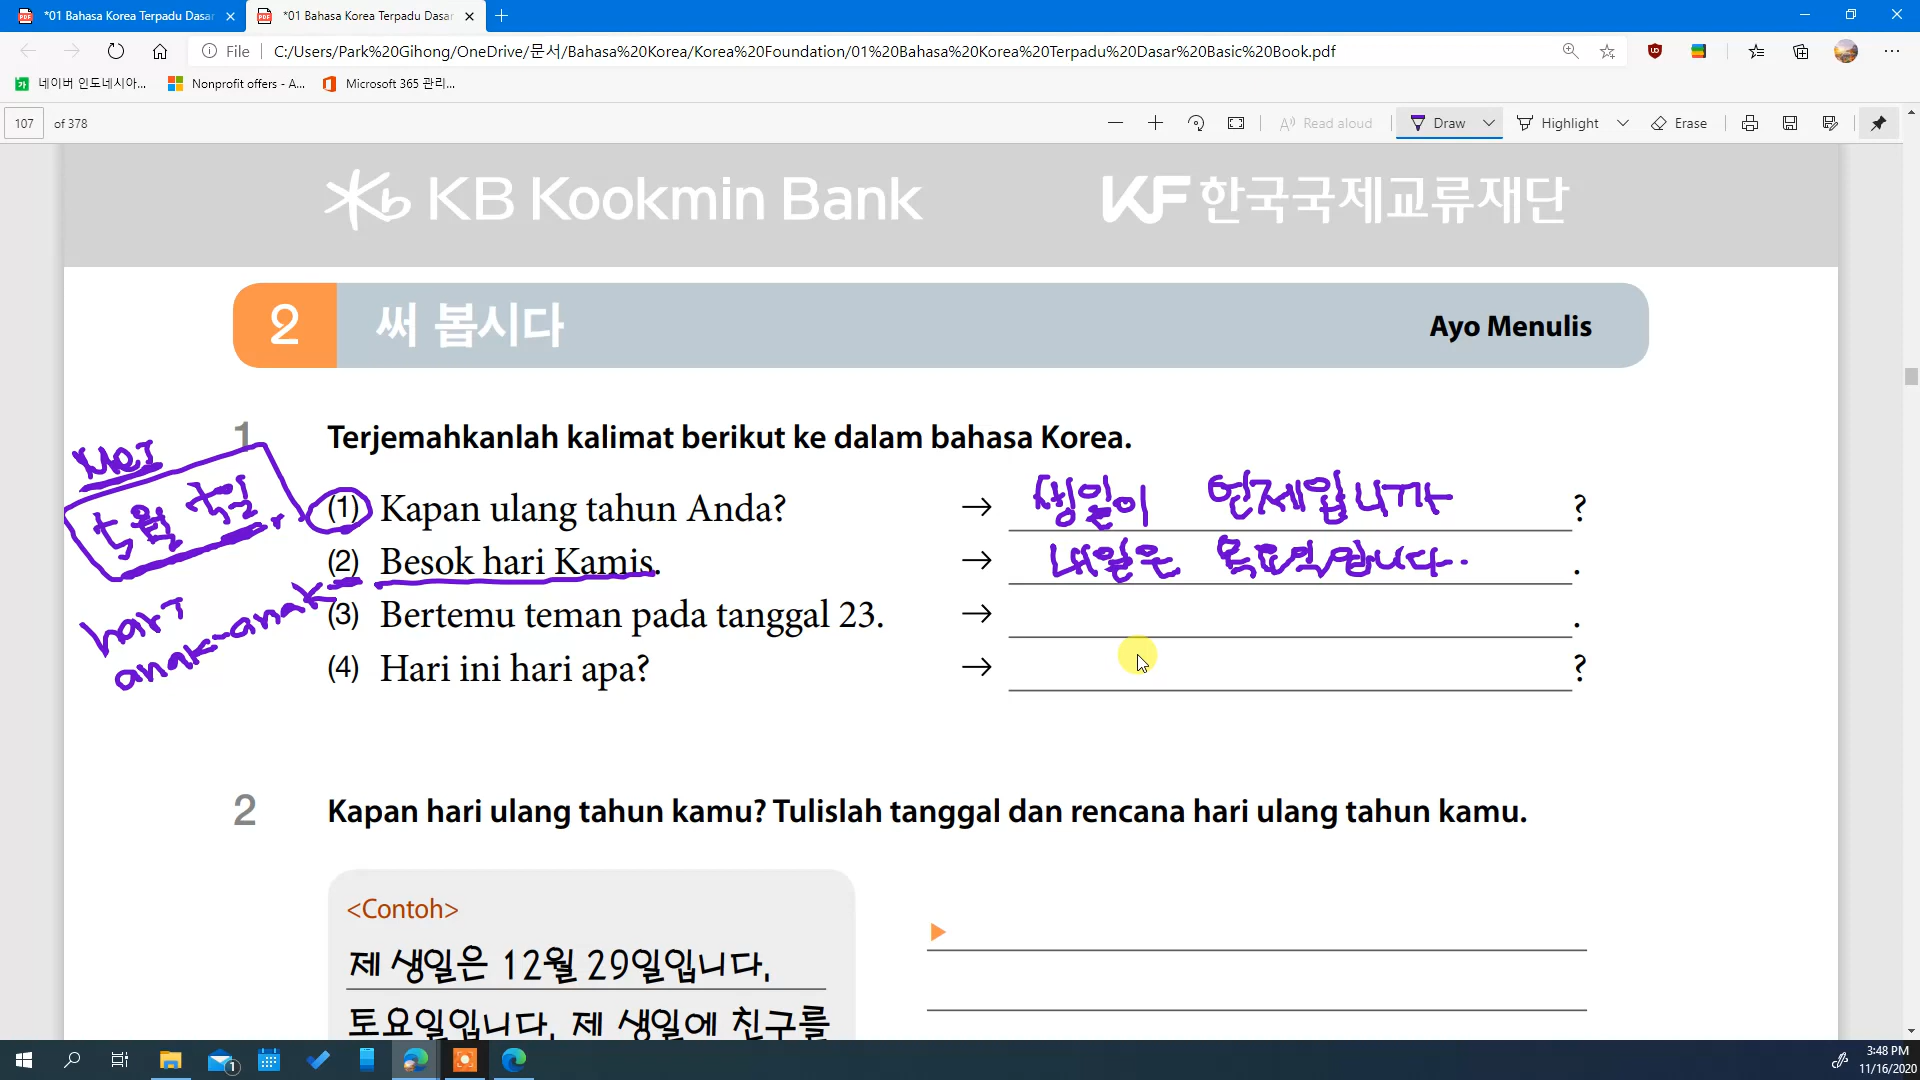 *01 Bahasa Korea Terpadu Dasar
*01 Bahasa Korea Terpadu Dasar
File
C:/Users/Park%20Gihong/OneDrive/문서/Bahasa%20Korea/Korea%20Foundation/01%20Bahasa%20Korea%20Terpadu%20Dasar%20Basic%20Book.pdf
네이버 인도네시아...
Nonprofit offers - A...
Microsoft 365 관리...
107 of 378
Read aloud
Draw
Highlight
Erase
KB Kookmin Bank
KF 한국국제교류재단
2 써 봅시다 Ayo Menulis
1 Terjemahkanlah kalimat berikut ke dalam bahasa Korea.
Mei
5월 5일
(1) Kapan ulang tahun Anda? → 생일이 언제입니까 ?
(2) Besok hari Kamis. → 내일은 목요일입니다. .
(3) Bertemu teman pada tanggal 23. → .
hari
anak-anak
(4) Hari ini hari apa? → ?
2 Kapan hari ulang tahun kamu? Tulislah tanggal dan rencana hari ulang tahun kamu.
<Contoh>
제 생일은 12월 29일입니다.
토요일입니다. 제 생일에 친구를
1
3:48 PM
11/16/2020